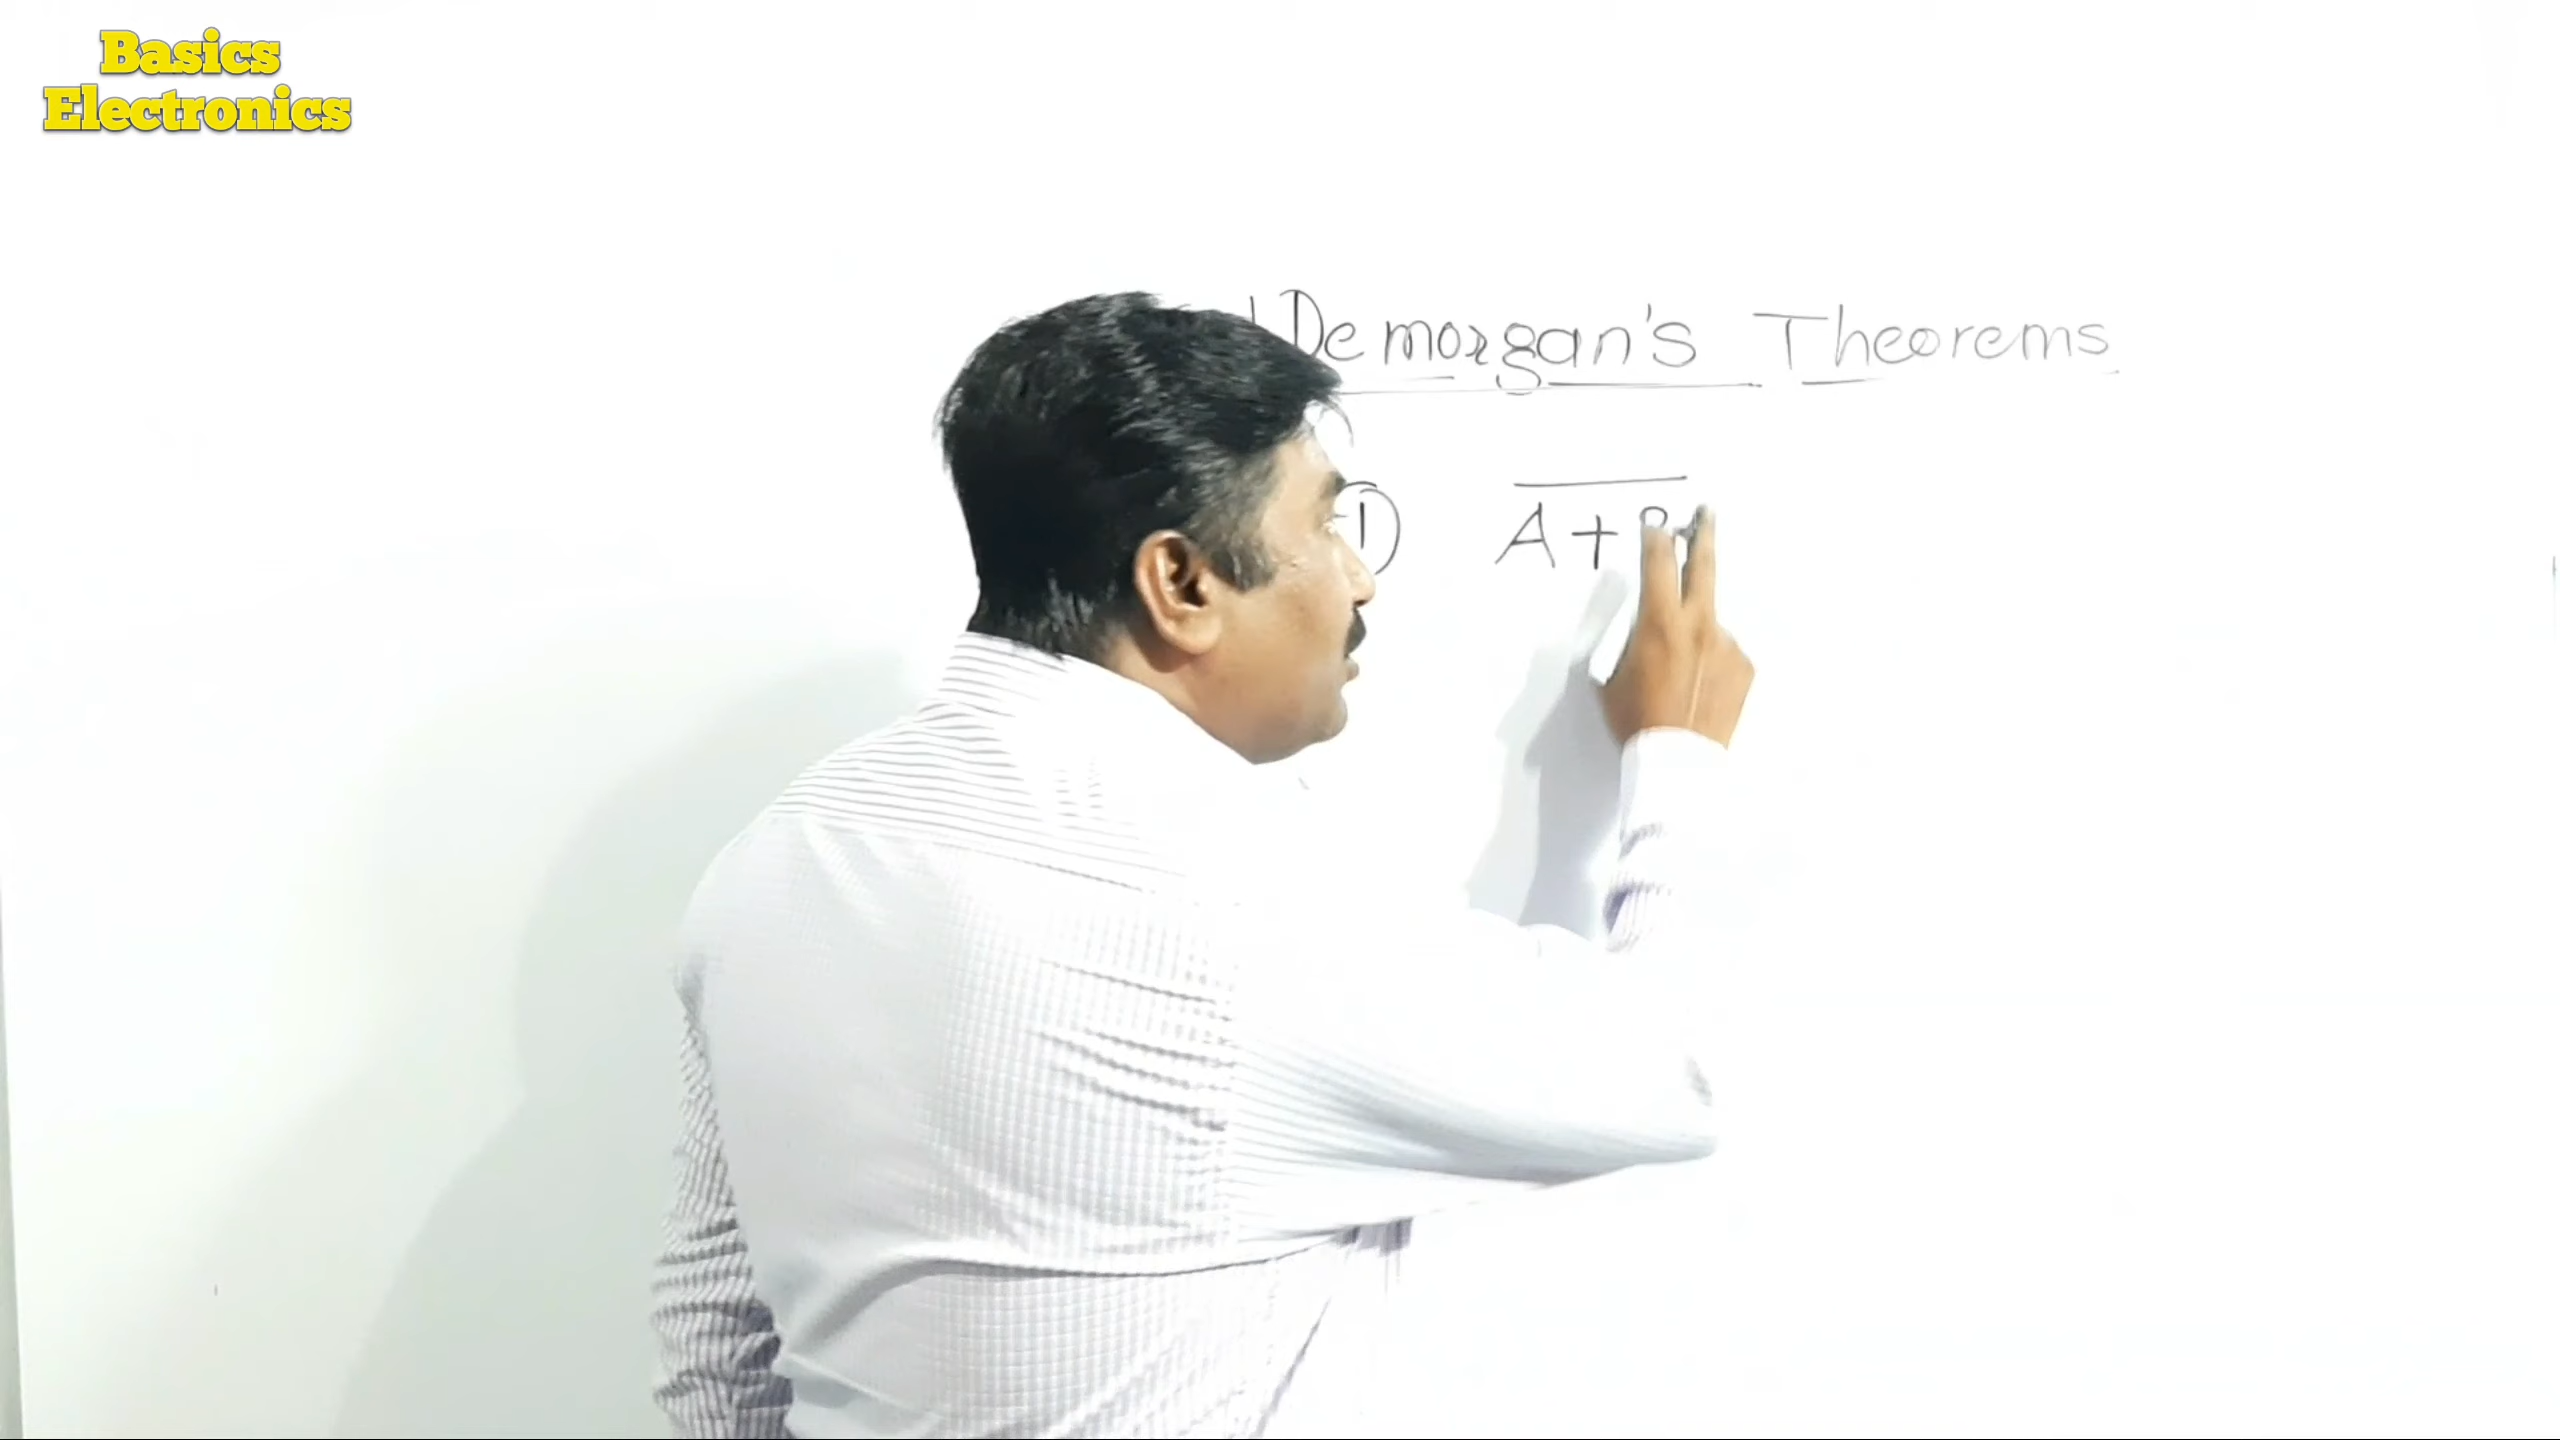 Basics
Electronics
Demorgan's Theorems
① A + B